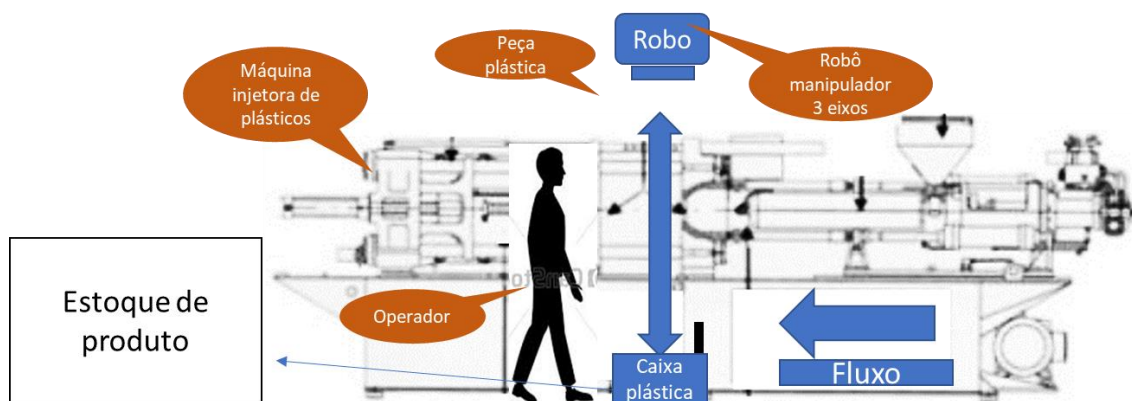 Peça
plástica
Robo
Máquina
injetora de
plásticos
Robô
manipulador
3 eixos
Estoque de
produto
Operador
Caixa
plástica
Fluxo